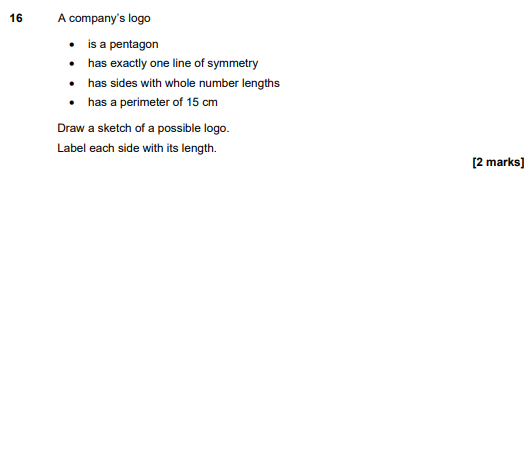 16 A company's logo
• is a pentagon
• has exactly one line of symmetry
• has sides with whole number lengths
• has a perimeter of 15 cm
Draw a sketch of a possible logo.
Label each side with its length.
[2 marks]